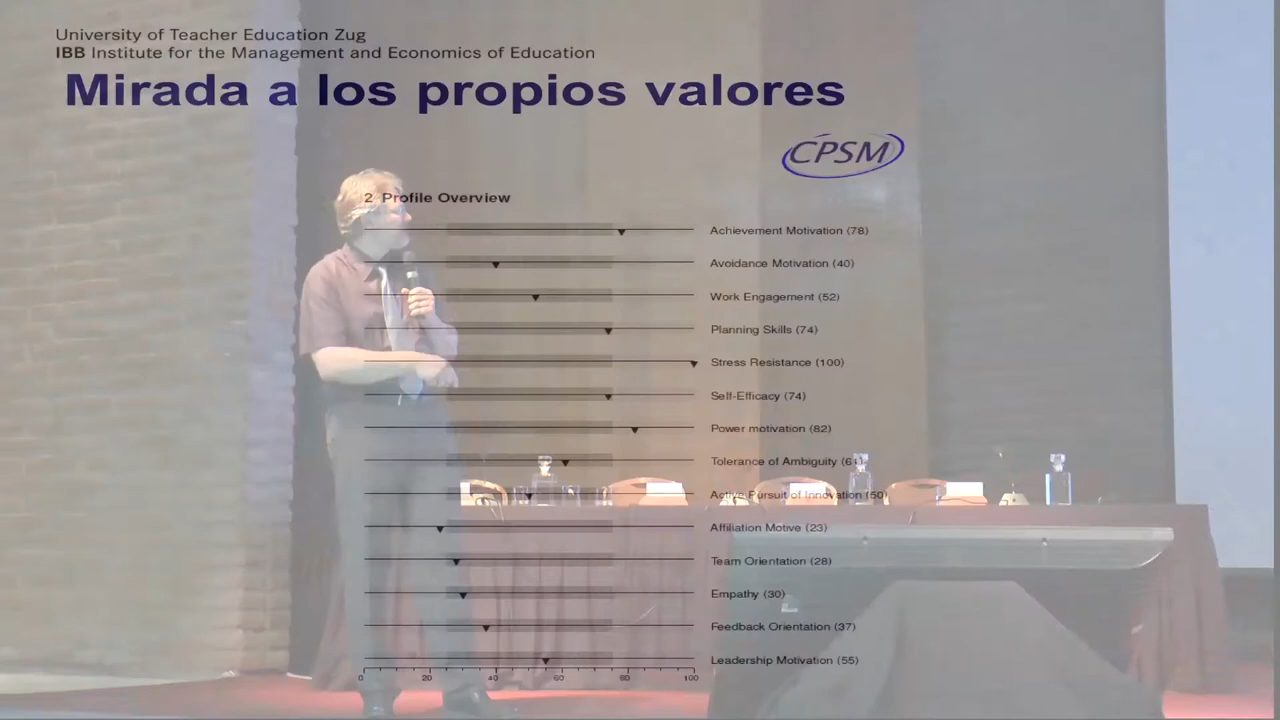 University of Teacher Education Zug
IBB Institute for the Management and Economics of Education
Mirada a los propios valores
CPSM
2 Profile Overview
Achievement Motivation (78)
Avoidance Motivation (40)
Work Engagement (52)
Planning Skills (74)
Stress Resistance (100)
Self-Efficacy (74)
Power motivation (82)
Tolerance of Ambiguity (61)
Active Pursuit of Innovation (50)
Affiliation Motive (23)
Team Orientation (28)
Empathy (30)
Feedback Orientation (37)
Leadership Motivation (55)
0 20 40 60 80 100